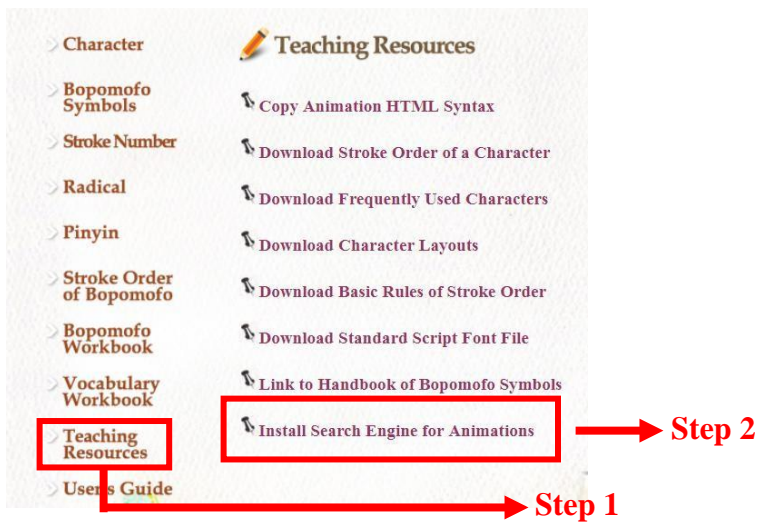 Character
Bopomofo
Symbols
Stroke Number
Radical
Pinyin
Stroke Order
of Bopomofo
Bopomofo
Workbook
Vocabulary
Workbook
Teaching
Resources
User's Guide
Teaching Resources
Copy Animation HTML Syntax
Download Stroke Order of a Character
Download Frequently Used Characters
Download Character Layouts
Download Basic Rules of Stroke Order
Download Standard Script Font File
Link to Handbook of Bopomofo Symbols
Install Search Engine for Animations
Step 2
Step 1